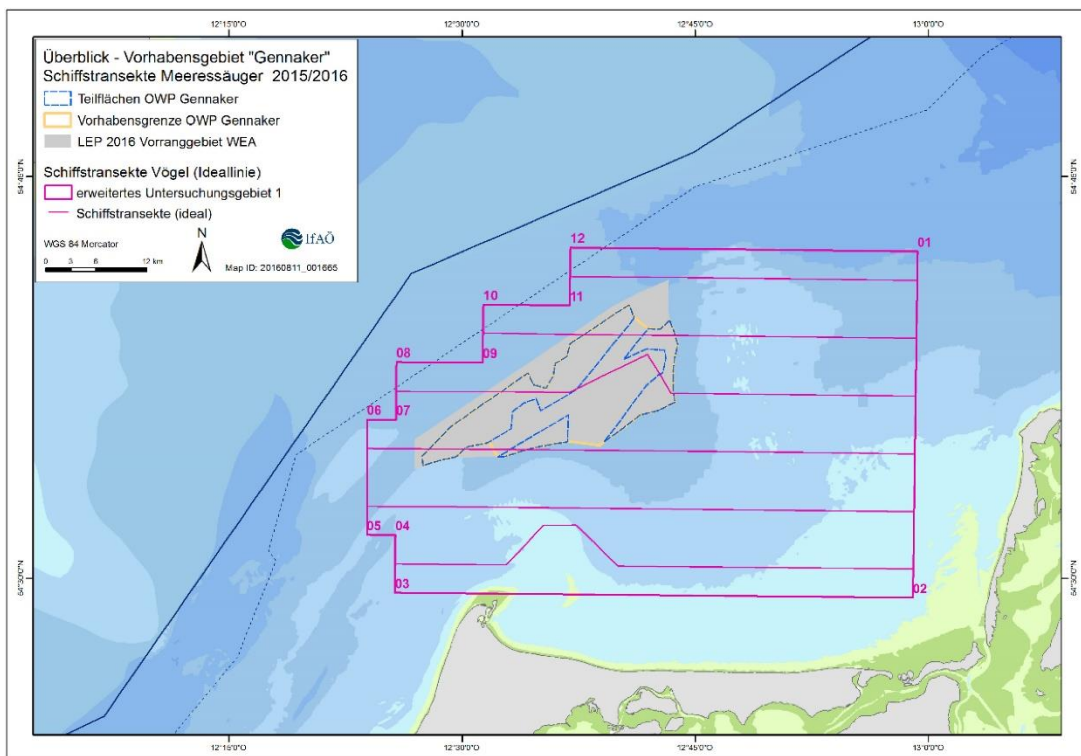 12°15'0"O 12°30'0"O 12°45'0"O 13°0'0"O
Überblick - Vorhabensgebiet "Gennaker"
Schiffstransekte Meeressäuger 2015/2016
Teilflächen OWP Gennaker
Vorhabensgrenze OWP Gennaker
LEP 2016 Vorranggebiet WEA
Schiffstransekte Vögel (Ideallinie)
erweitertes Untersuchungsgebiet 1
Schiffstransekte (ideal)
WGS 84 Mercator
N
IfAÖ
0 3 6 12 km
Map ID: 20160811_001665
54°45'0"N 54°45'0"N
12 01
10 11
08 09
06 07
05 04
03 02
54°30'0"N 54°30'0"N
12°15'0"O 12°30'0"O 12°45'0"O 13°0'0"O